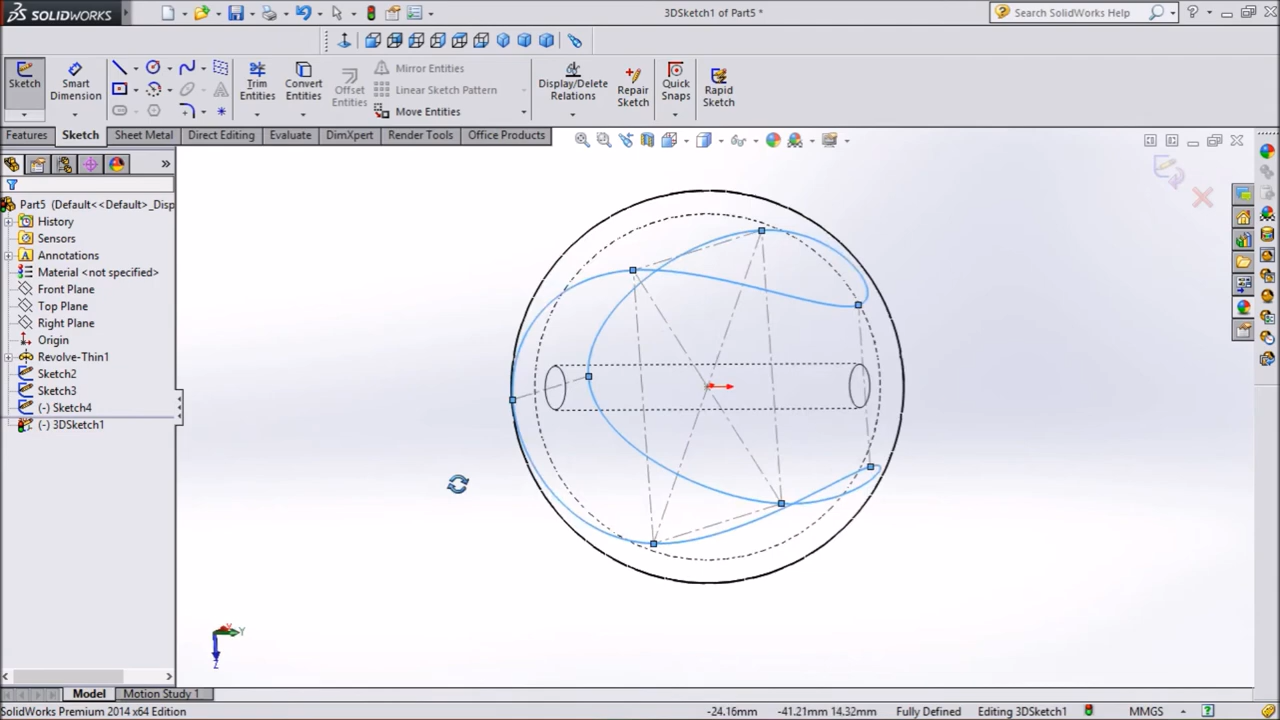 SOLIDWORKS
3DSketch1 of Part5 *
Search SolidWorks Help
Sketch
Smart Dimension
Trim Entities
Convert Entities
Offset Entities
Mirror Entities
Linear Sketch Pattern
Move Entities
Display/Delete Relations
Repair Sketch
Quick Snaps
Rapid Sketch
Features
Sketch
Sheet Metal
Direct Editing
Evaluate
DimXpert
Render Tools
Office Products
Part5 (Default<<Default>_Disp
History
Sensors
Annotations
Material <not specified>
Front Plane
Top Plane
Right Plane
Origin
Revolve-Thin1
Sketch2
Sketch3
(-) Sketch4
(-) 3DSketch1
Y
Z
Model
Motion Study 1
SolidWorks Premium 2014 x64 Edition
-24.16mm
-41.21mm 14.32mm
Fully Defined
Editing 3DSketch1
MMGS